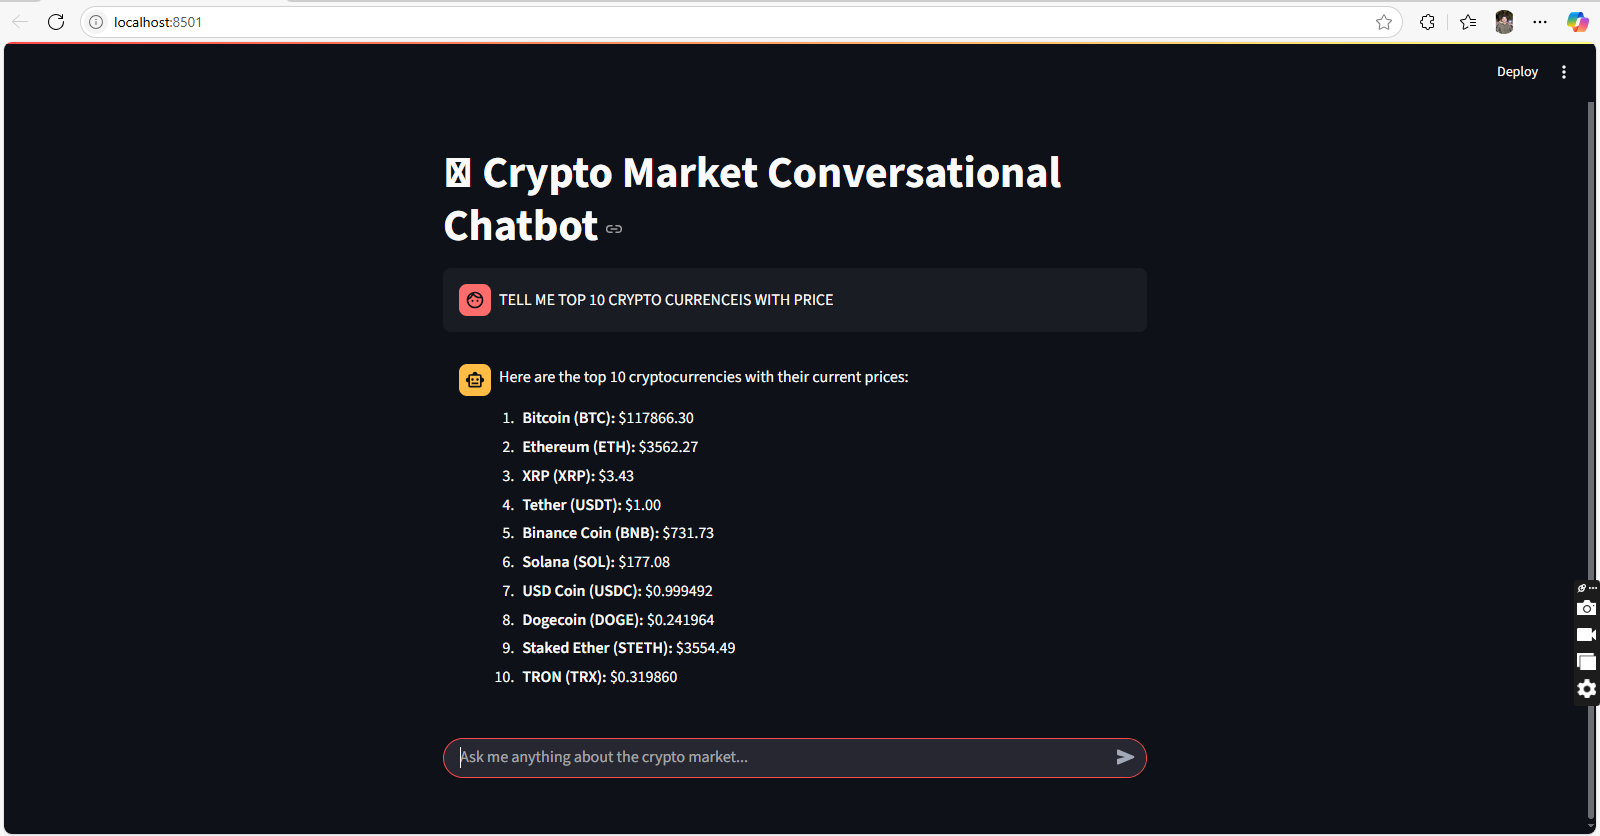 localhost:8501
Deploy
Crypto Market Conversational
Chatbot
TELL ME TOP 10 CRYPTO CURRENCEIS WITH PRICE
Here are the top 10 cryptocurrencies with their current prices:
1. Bitcoin (BTC): $117866.30
2. Ethereum (ETH): $3562.27
3. XRP (XRP): $3.43
4. Tether (USDT): $1.00
5. Binance Coin (BNB): $731.73
6. Solana (SOL): $177.08
7. USD Coin (USDC): $0.999492
8. Dogecoin (DOGE): $0.241964
9. Staked Ether (STETH): $3554.49
10. TRON (TRX): $0.319860
Ask me anything about the crypto market...